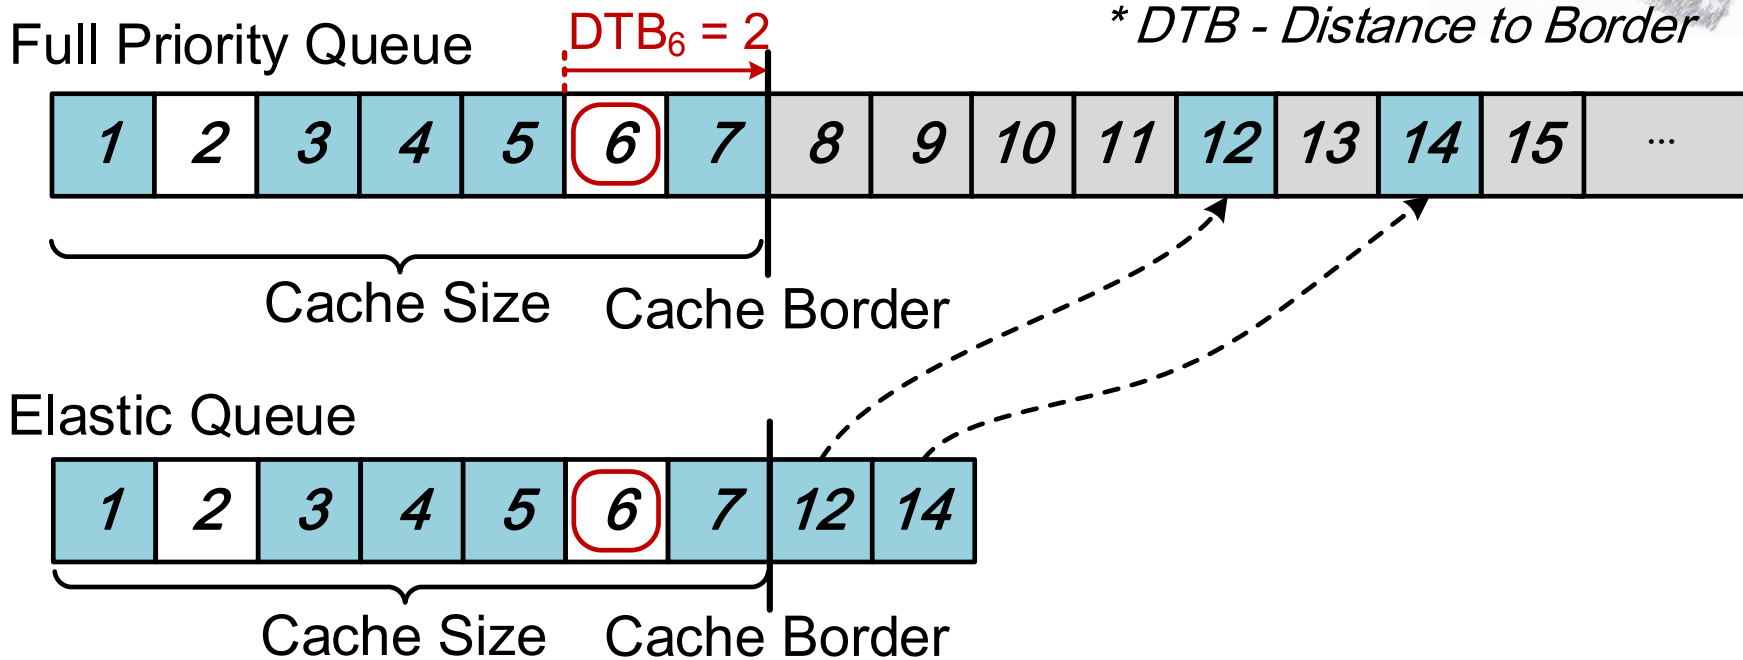 * DTB - Distance to Border
Full Priority Queue
DTB₆ = 2
1 2 3 4 5 6 7 8 9 10 11 12 13 14 15 ...
Cache Size
Cache Border
Elastic Queue
1 2 3 4 5 6 7 12 14
Cache Size
Cache Border